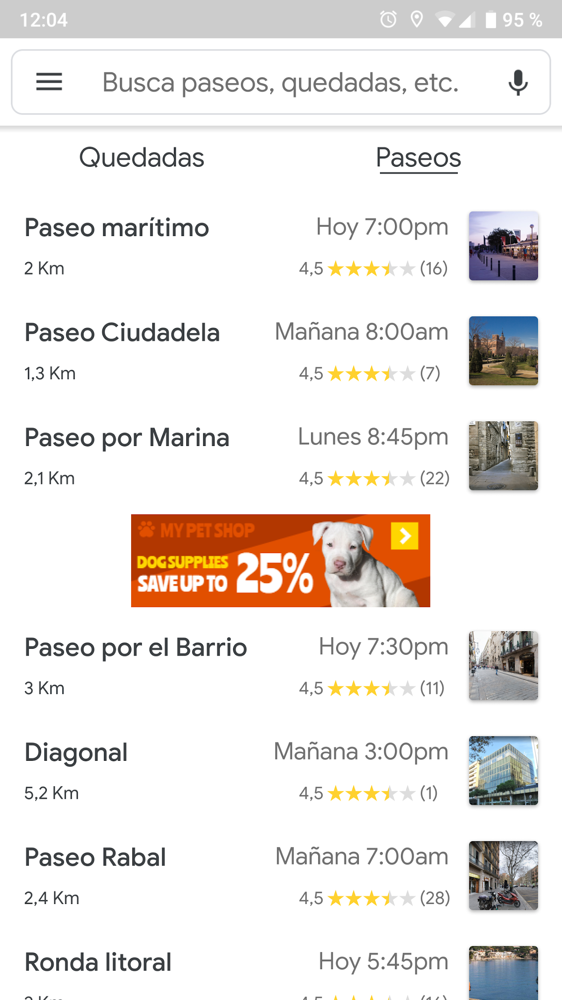 12:04 95 %
Busca paseos, quedadas, etc.
Quedadas Paseos
Paseo marítimo Hoy 7:00pm
2 Km 4,5 (16)
Paseo Ciudadela Mañana 8:00am
1,3 Km 4,5 (7)
Paseo por Marina Lunes 8:45pm
2,1 Km 4,5 (22)
MY PET SHOP
DOG SUPPLIES
SAVE UP TO 25%
Paseo por el Barrio Hoy 7:30pm
3 Km 4,5 (11)
Diagonal Mañana 3:00pm
5,2 Km 4,5 (1)
Paseo Rabal Mañana 7:00am
2,4 Km 4,5 (28)
Ronda litoral Hoy 5:45pm